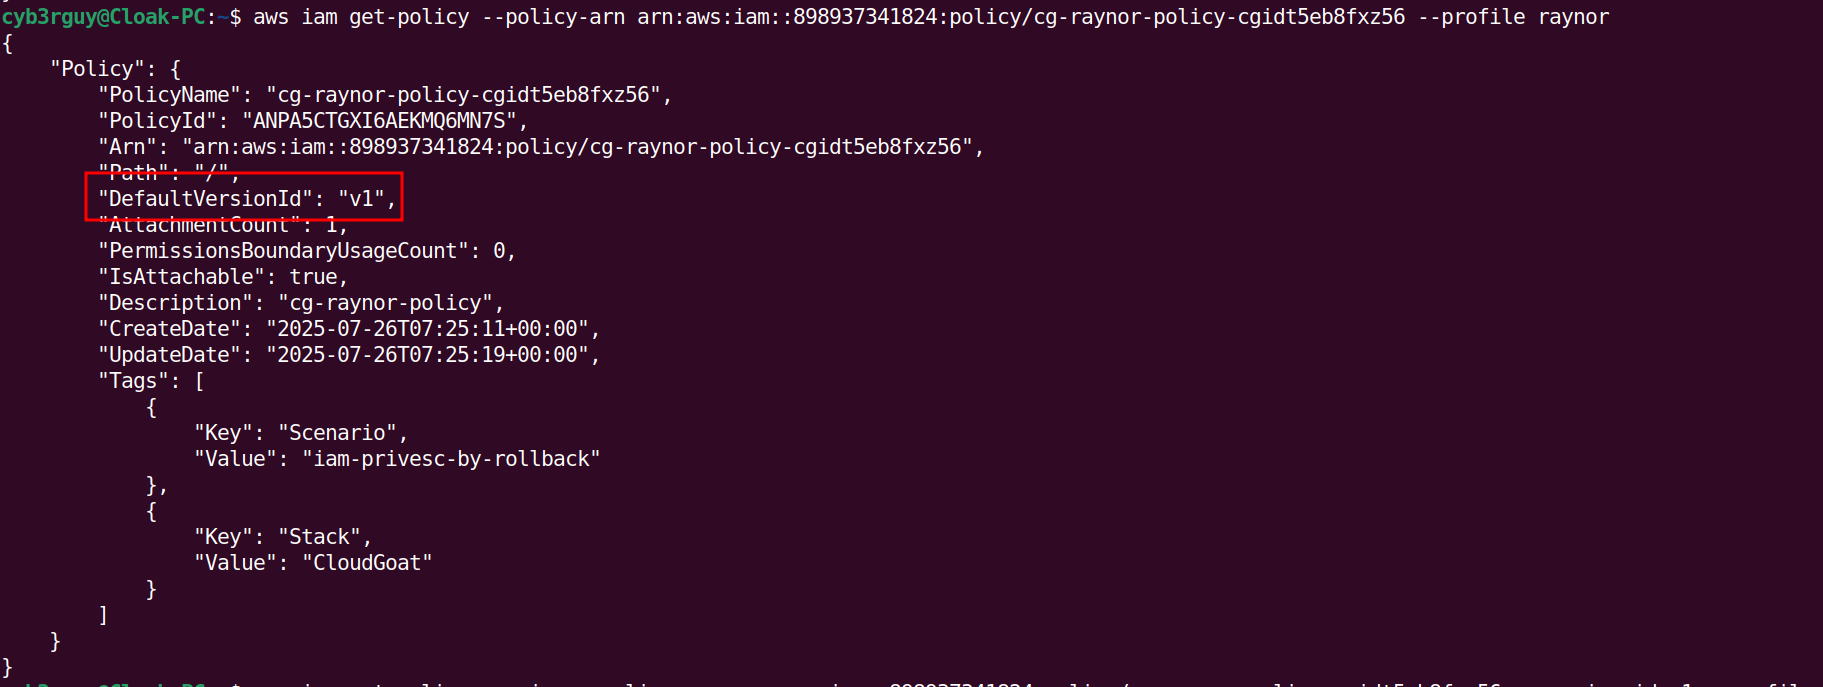 cyb3rguy@Cloak-PC:~$ aws iam get-policy --policy-arn arn:aws:iam::898937341824:policy/cg-raynor-policy-cgidt5eb8fxz56 --profile raynor
{
    "Policy": {
        "PolicyName": "cg-raynor-policy-cgidt5eb8fxz56",
        "PolicyId": "ANPA5CTGXI6AEKMQ6MN7S",
        "Arn": "arn:aws:iam::898937341824:policy/cg-raynor-policy-cgidt5eb8fxz56",
        "Path": "/",
        "DefaultVersionId": "v1",
        "AttachmentCount": 1,
        "PermissionsBoundaryUsageCount": 0,
        "IsAttachable": true,
        "Description": "cg-raynor-policy",
        "CreateDate": "2025-07-26T07:25:11+00:00",
        "UpdateDate": "2025-07-26T07:25:19+00:00",
        "Tags": [
            {
                "Key": "Scenario",
                "Value": "iam-privesc-by-rollback"
            },
            {
                "Key": "Stack",
                "Value": "CloudGoat"
            }
        ]
    }
}